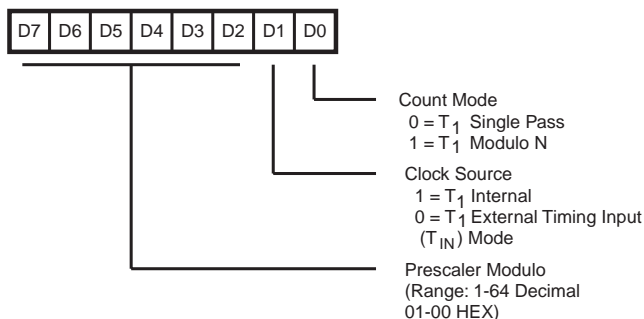 D7 D6 D5 D4 D3 D2 D1 D0
Count Mode
0 = T1 Single Pass
1 = T1 Modulo N
Clock Source
1 = T1 Internal
0 = T1 External Timing Input
(TIN) Mode
Prescaler Modulo
(Range: 1-64 Decimal
01-00 HEX)